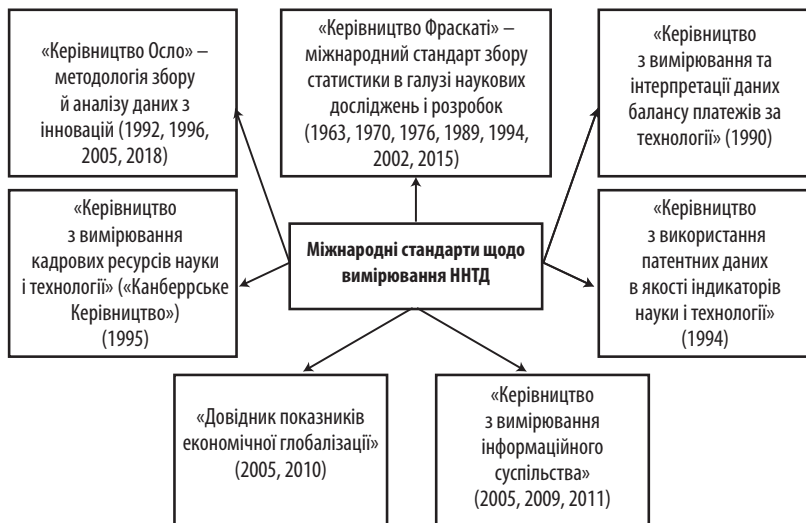 «Керівництво Осло» –
методологія збору
й аналізу даних з
інновацій (1992, 1996,
2005, 2018)
«Керівництво Фраскаті» –
міжнародний стандарт збору
статистики в галузі наукових
досліджень і розробок
(1963, 1970, 1976, 1989, 1994,
2002, 2015)
«Керівництво
з вимірювання та
інтерпретації даних
балансу платежів за
технології» (1990)
«Керівництво
з вимірювання
кадрових ресурсів науки
і технології» («Канберрське
Керівництво»)
(1995)
Міжнародні стандарти щодо
вимірювання ННТД
«Керівництво
з використання
патентних даних
в якості індикаторів
науки і технології»
(1994)
«Довідник показників
економічної глобалізації»
(2005, 2010)
«Керівництво
з вимірювання
інформаційного
суспільства»
(2005, 2009, 2011)